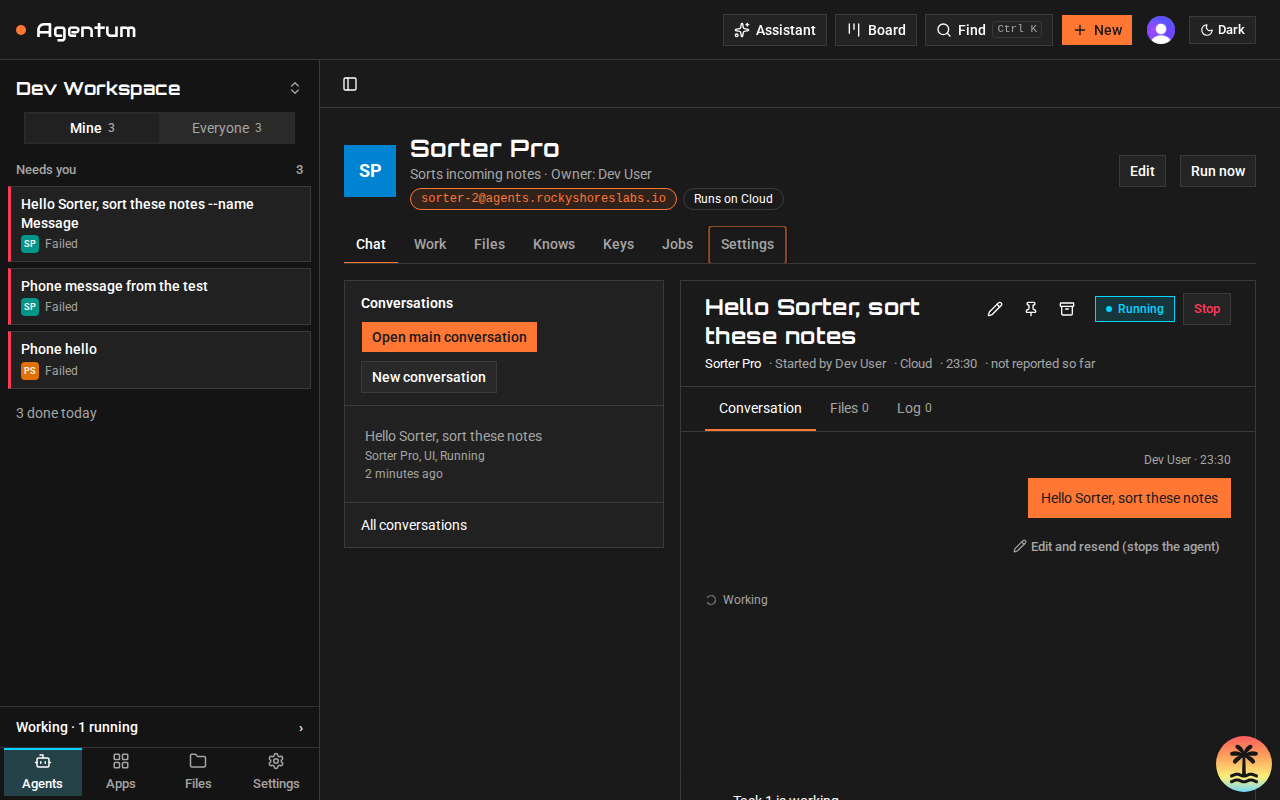 Agentum
Assistant
Board
Find Ctrl K
New
Dark
Dev Workspace
Mine 3
Everyone 3
Needs you 3
Hello Sorter, sort these notes --name
Message
SP Failed
Phone message from the test
SP Failed
Phone hello
PS Failed
3 done today
Working · 1 running ›
Agents
Apps
Files
Settings
SP
Sorter Pro
Sorts incoming notes · Owner: Dev User
sorter-2@agents.rockyshoreslabs.io
Runs on Cloud
Edit
Run now
Chat
Work
Files
Knows
Keys
Jobs
Settings
Conversations
Open main conversation
New conversation
Hello Sorter, sort these notes
Sorter Pro, UI, Running
2 minutes ago
All conversations
Hello Sorter, sort
these notes
Running
Stop
Sorter Pro · Started by Dev User · Cloud · 23:30 · not reported so far
Conversation
Files 0
Log 0
Dev User · 23:30
Hello Sorter, sort these notes
Edit and resend (stops the agent)
Working
Task 1 is working